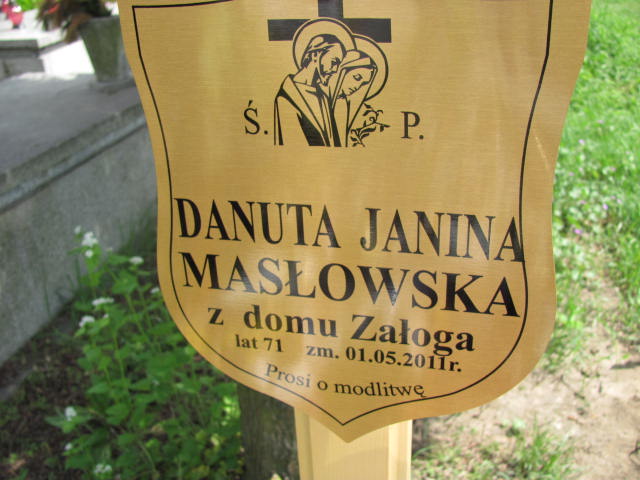 Ś. P.
DANUTA JANINA
MASŁOWSKA
z domu Załoga
lat 71 zm. 01.05.2011r.
Prosi o modlitwę